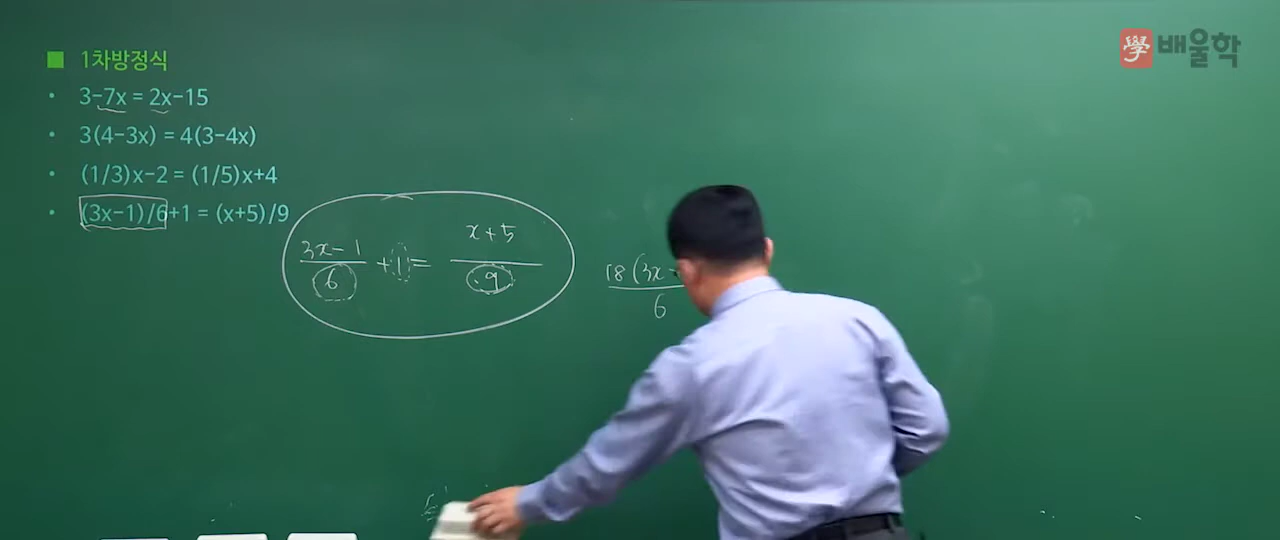 學 배울학
■ 1차방정식
• 3-7x = 2x-15
• 3(4-3x) = 4(3-4x)
• (1/3)x-2 = (1/5)x+4
• (3x-1)/6+1 = (x+5)/9
3x-1 x+5
+1=
6 9
18(3x-
6